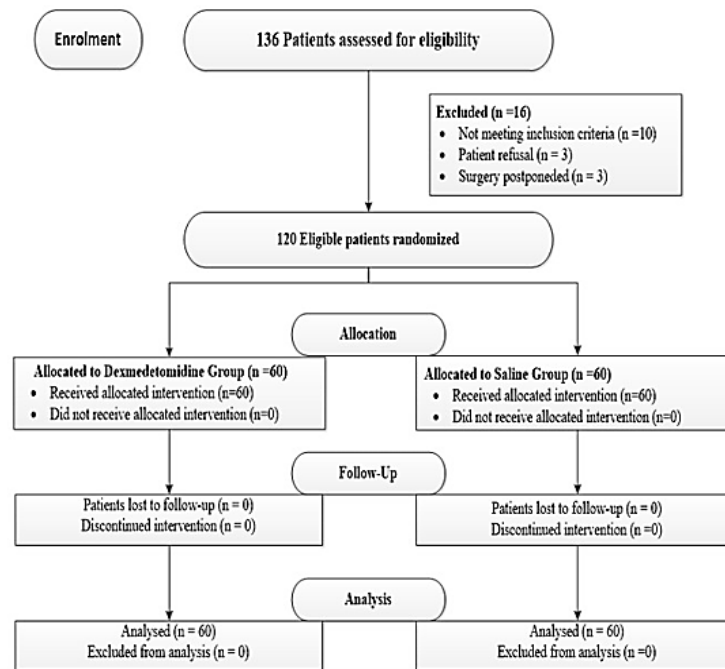 Enrolment
136 Patients assessed for eligibility
Excluded (n =16)
• Not meeting inclusion criteria (n =10)
• Patient refusal (n = 3)
• Surgery postponeded (n = 3)
120 Eligible patients randomized
Allocation
Allocated to Dexmedetomidine Group (n =60)
• Received allocated intervention (n=60)
• Did not receive allocated intervention (n=0)
Allocated to Saline Group (n =60)
• Received allocated intervention (n=60)
• Did not receive allocated intervention (n=0)
Follow-Up
Patients lost to follow-up (n = 0)
Discontinued intervention (n = 0)
Patients lost to follow-up (n = 0)
Discontinued intervention (n =0)
Analysis
Analysed (n = 60)
Excluded from analysis (n = 0)
Analysed (n = 60)
Excluded from analysis (n =0)